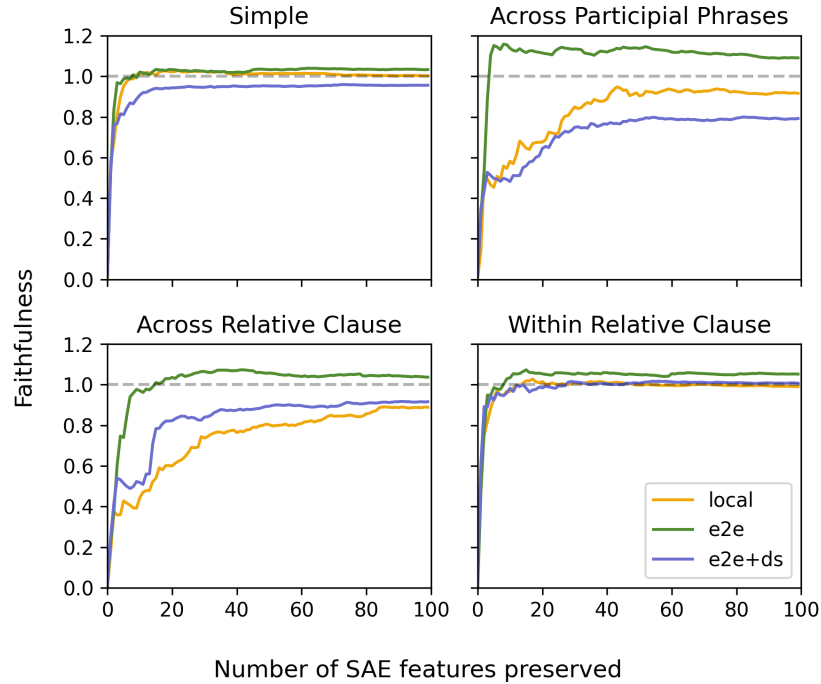 Simple
Across Participial Phrases
1.2
1.0
0.8
0.6
0.4
0.2
0.0
Across Relative Clause
Within Relative Clause
1.2
1.0
0.8
0.6
0.4
0.2
0.0
0 20 40 60 80 100
0 20 40 60 80 100
local
e2e
e2e+ds
Faithfulness
Number of SAE features preserved